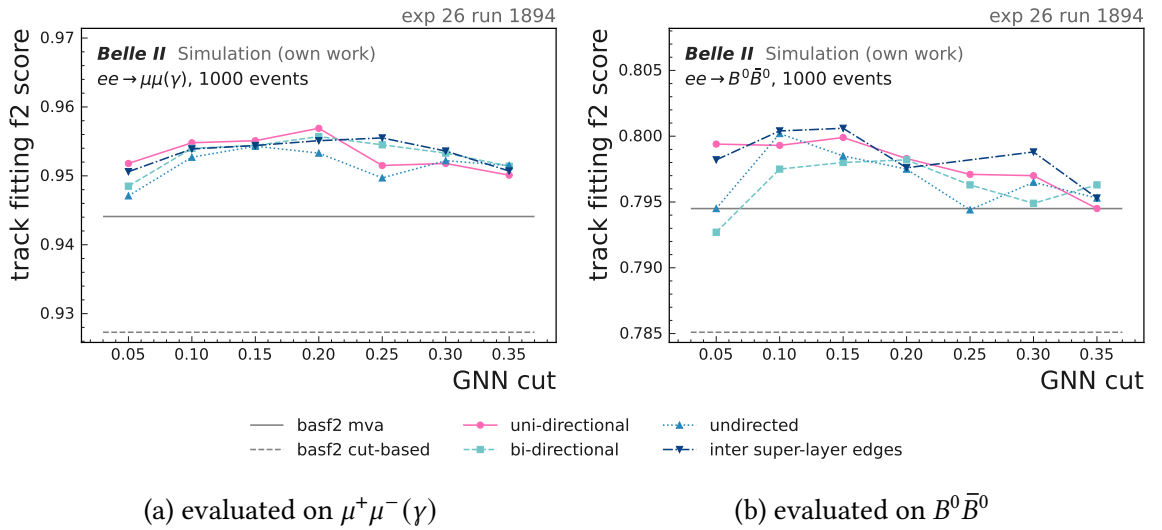 exp 26 run 1894
Belle II Simulation (own work)
ee → μμ(γ), 1000 events
track fitting f2 score
0.97
0.96
0.95
0.94
0.93
0.05 0.10 0.15 0.20 0.25 0.30 0.35
GNN cut
exp 26 run 1894
Belle II Simulation (own work)
ee → B⁰B̄⁰, 1000 events
track fitting f2 score
0.805
0.800
0.795
0.790
0.785
0.05 0.10 0.15 0.20 0.25 0.30 0.35
GNN cut
basf2 mva uni-directional undirected
basf2 cut-based bi-directional inter super-layer edges
(a) evaluated on μ⁺μ⁻(γ)
(b) evaluated on B⁰B̄⁰